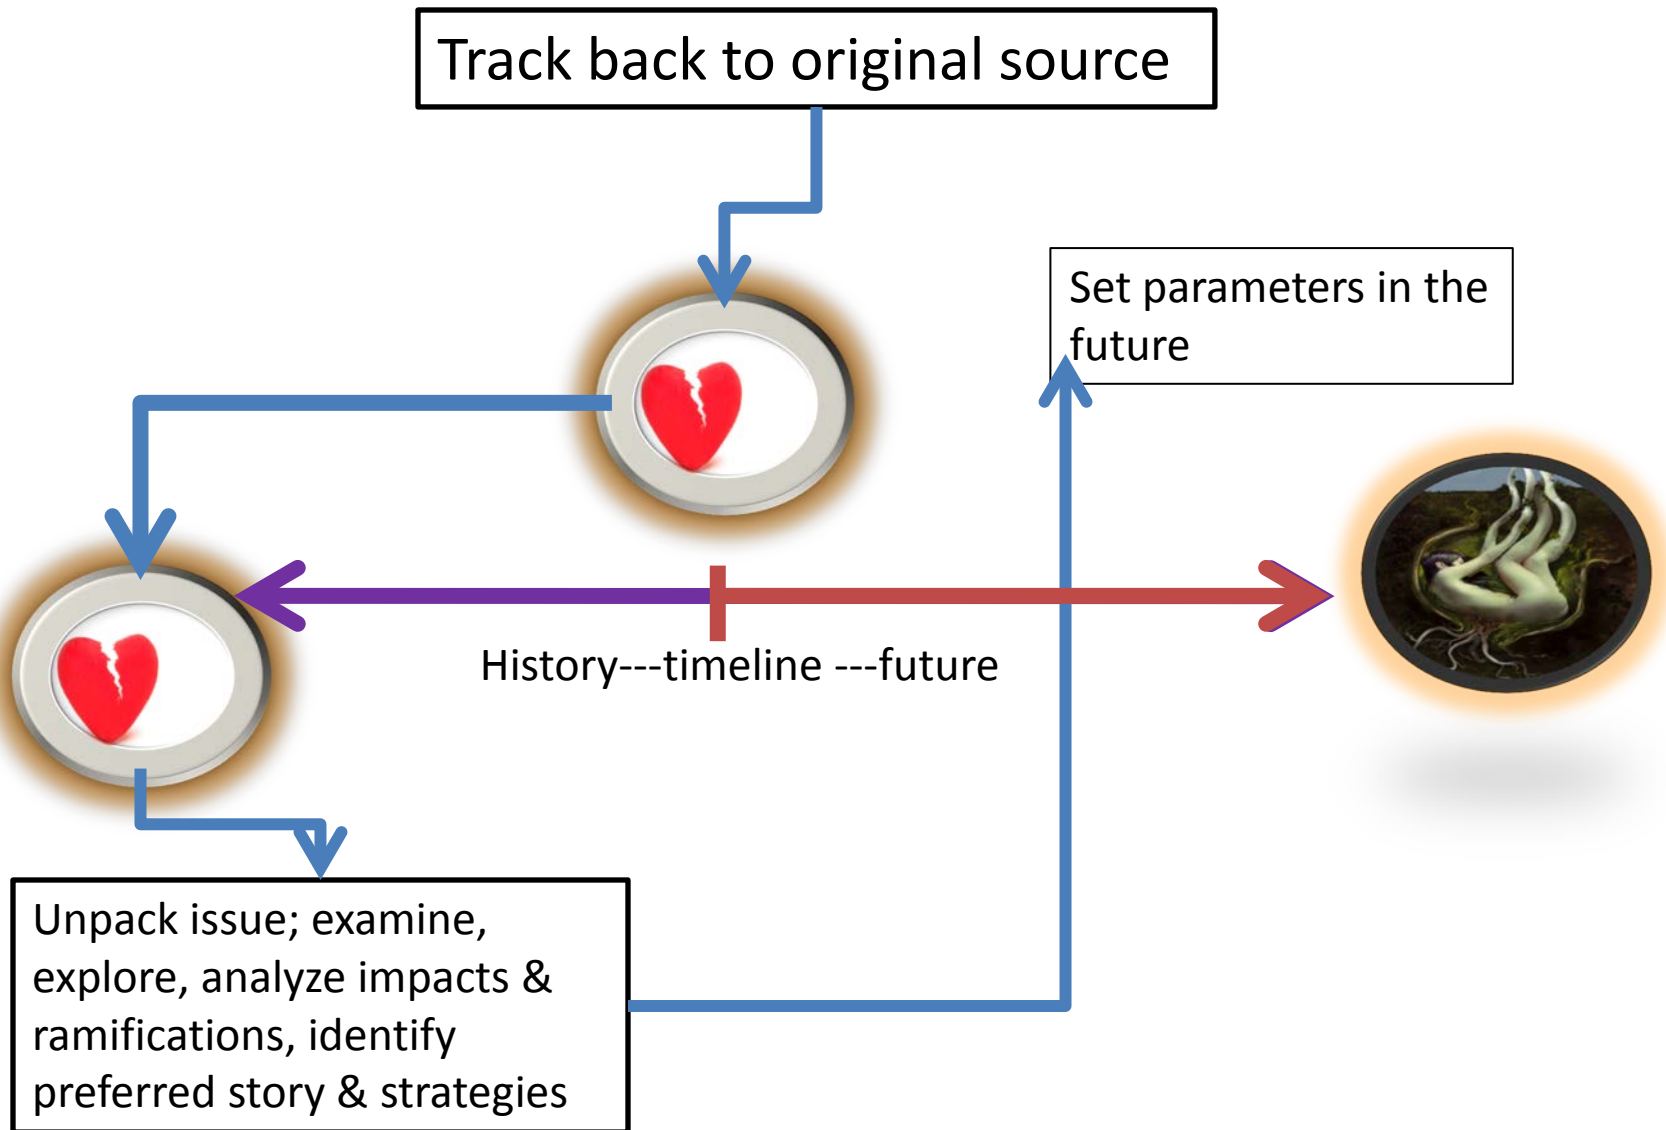 Track back to original source
Set parameters in the
future
History---timeline ---future
Unpack issue; examine,
explore, analyze impacts &
ramifications, identify
preferred story & strategies